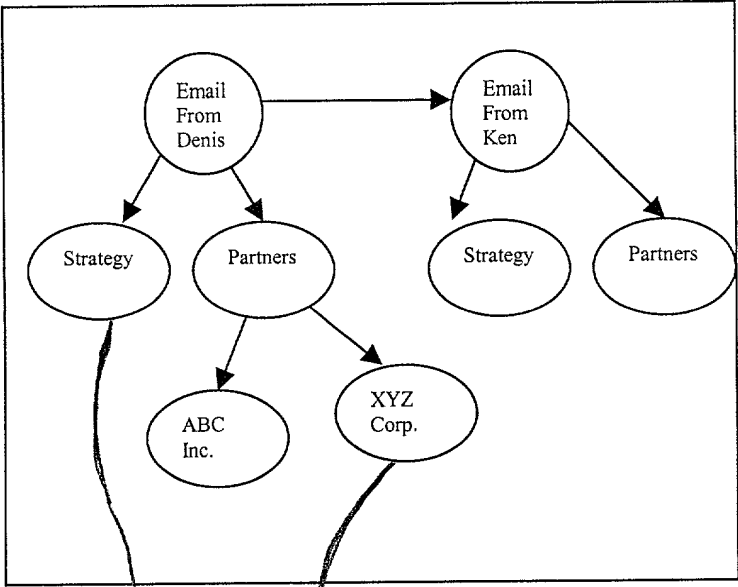 Email
From
Denis
Email
From
Ken
Strategy
Partners
Strategy
Partners
ABC
Inc.
XYZ
Corp.